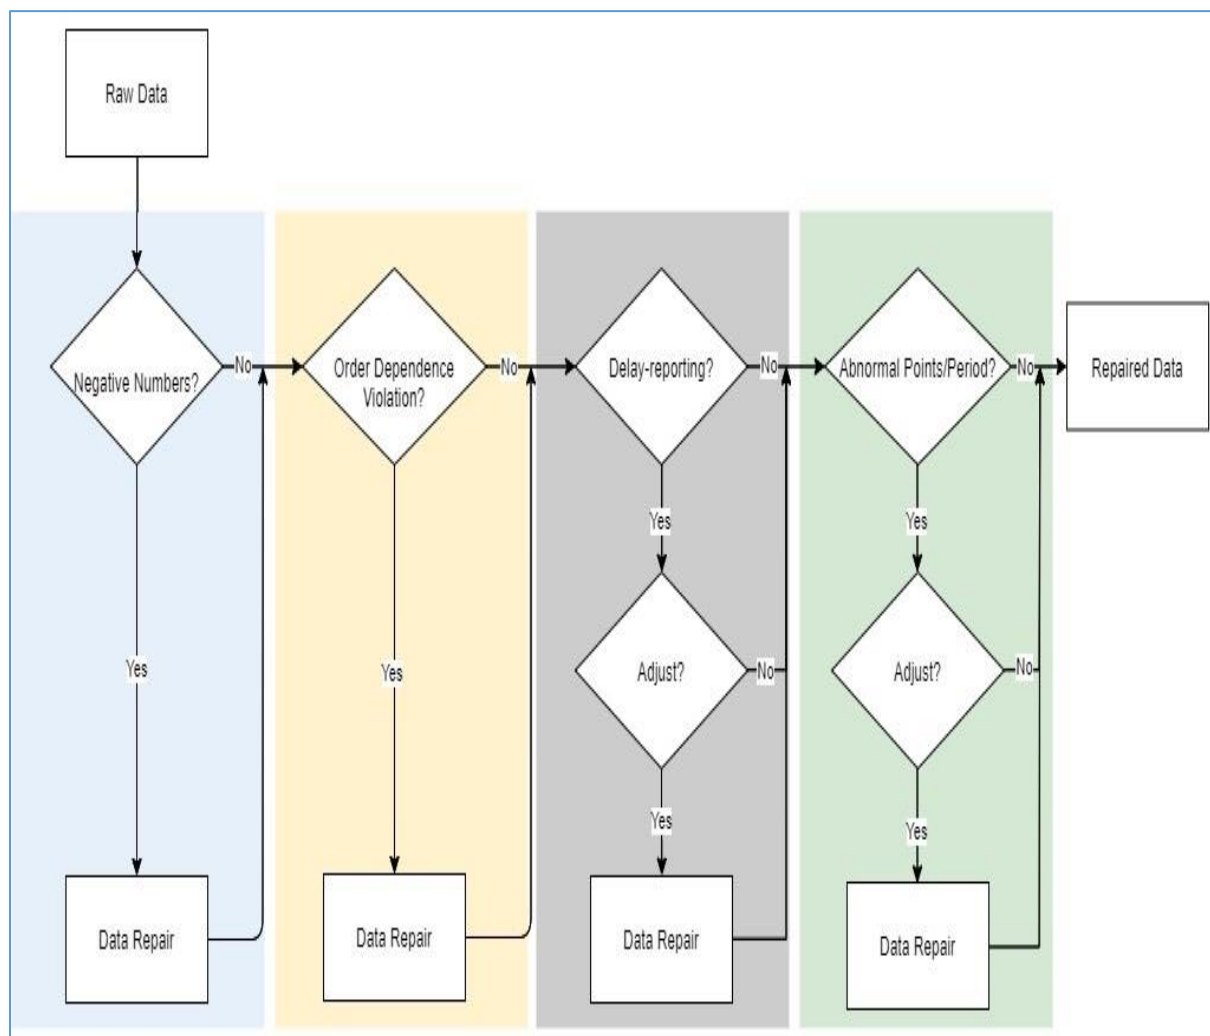 Raw Data
Negative Numbers?
No
Order Dependence
Violation?
No
Delay-reporting?
No
Abnormal Points/Period?
No
Repaired Data
Yes
Yes
Yes
Yes
Adjust?
No
Adjust?
No
Yes
Yes
Data Repair
Data Repair
Data Repair
Data Repair